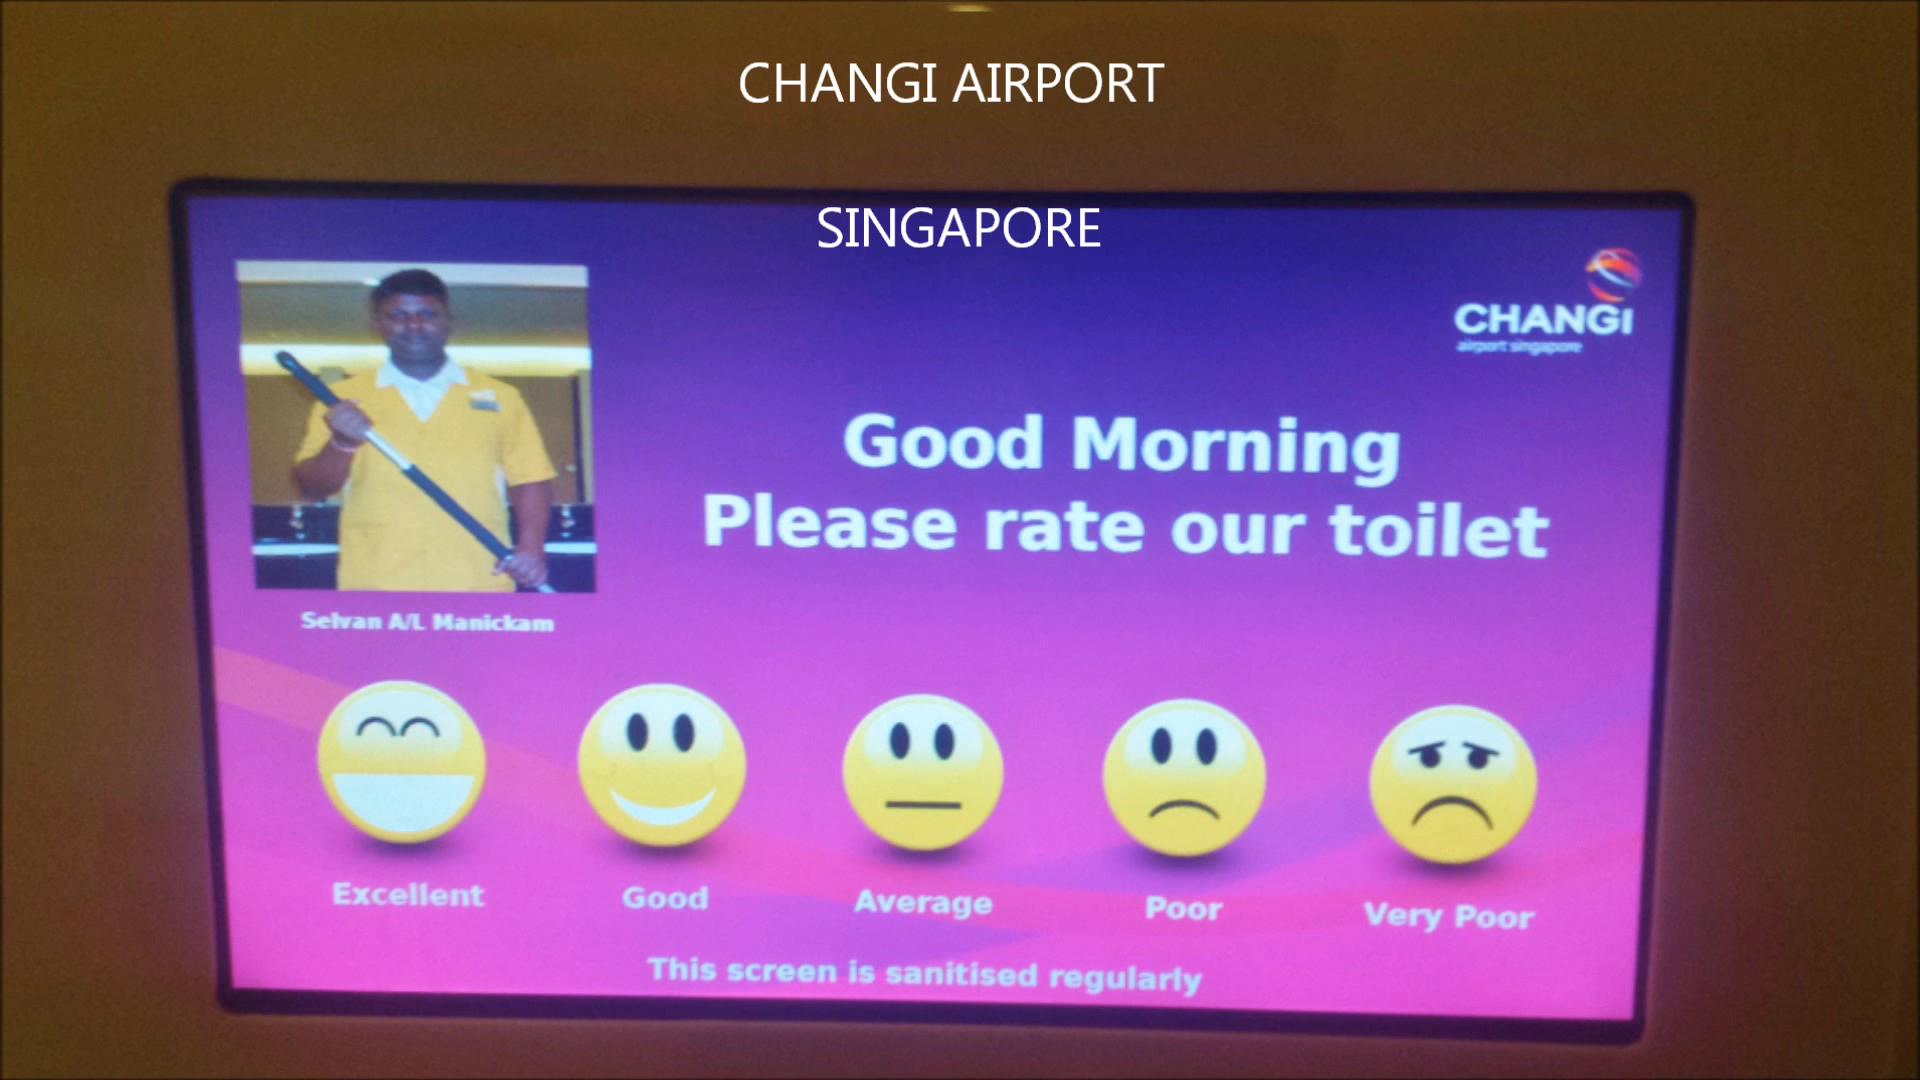 CHANGI AIRPORT
SINGAPORE
CHANGI
airport singapore
Good Morning
Please rate our toilet
Selvan A/L Manickam
Excellent
Good
Average
Poor
Very Poor
This screen is sanitised regularly